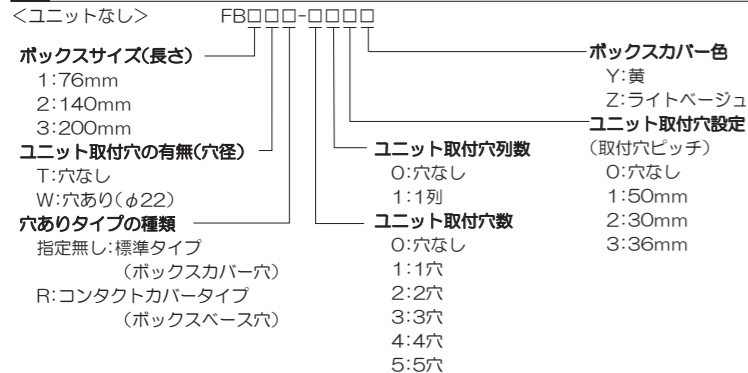 ＜ユニットなし＞
FB□□□-□□□□
ボックスサイズ(長さ)
1:76mm
2:140mm
3:200mm
ユニット取付穴の有無(穴径)
T:穴なし
W:穴あり(φ22)
穴ありタイプの種類
指定無し:標準タイプ
(ボックスカバー穴)
R:コンタクトカバータイプ
(ボックスベース穴)
ユニット取付穴列数
0:穴なし
1:1列
ユニット取付穴数
0:穴なし
1:1穴
2:2穴
3:3穴
4:4穴
5:5穴
ボックスカバー色
Y:黄
Z:ライトベージュ
ユニット取付穴設定
(取付穴ピッチ)
0:穴なし
1:50mm
2:30mm
3:36mm